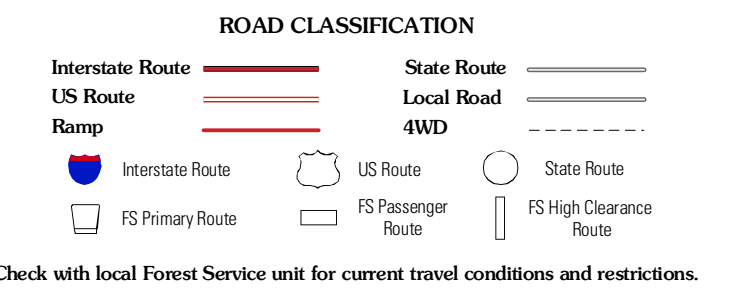 ROAD CLASSIFICATION
Interstate Route State Route
US Route Local Road
Ramp 4WD
Interstate Route US Route State Route
FS Primary Route FS Passenger Route FS High Clearance Route
Check with local Forest Service unit for current travel conditions and restrictions.